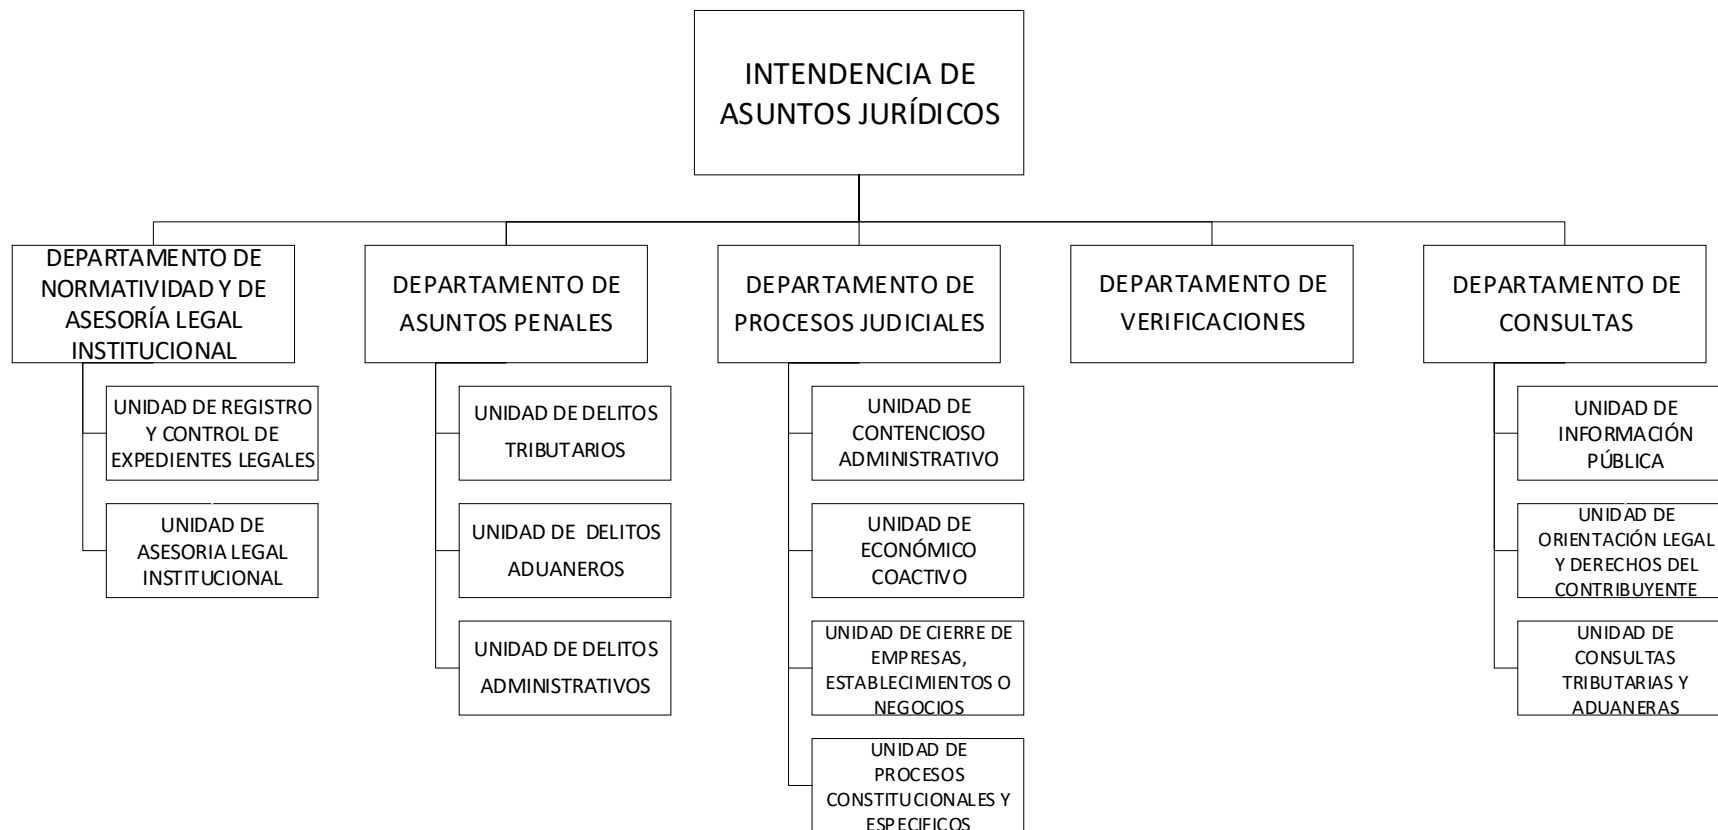 INTENDENCIA DE
ASUNTOS JURÍDICOS
DEPARTAMENTO DE
NORMATIVIDAD Y DE
ASESORÍA LEGAL
INSTITUCIONAL
UNIDAD DE REGISTRO
Y CONTROL DE
EXPEDIENTES LEGALES
UNIDAD DE
ASESORIA LEGAL
INSTITUCIONAL
DEPARTAMENTO DE
ASUNTOS PENALES
UNIDAD DE DELITOS
TRIBUTARIOS
UNIDAD DE DELITOS
ADUANEROS
UNIDAD DE DELITOS
ADMINISTRATIVOS
DEPARTAMENTO DE
PROCESOS JUDICIALES
UNIDAD DE
CONTENCIOSO
ADMINISTRATIVO
UNIDAD DE
ECONÓMICO
COACTIVO
UNIDAD DE CIERRE DE
EMPRESAS,
ESTABLECIMIENTOS O
NEGOCIOS
UNIDAD DE
PROCESOS
CONSTITUCIONALES Y
ESPECIFICOS
DEPARTAMENTO DE
VERIFICACIONES
DEPARTAMENTO DE
CONSULTAS
UNIDAD DE
INFORMACIÓN
PÚBLICA
UNIDAD DE
ORIENTACIÓN LEGAL
Y DERECHOS DEL
CONTRIBUYENTE
UNIDAD DE
CONSULTAS
TRIBUTARIAS Y
ADUANERAS